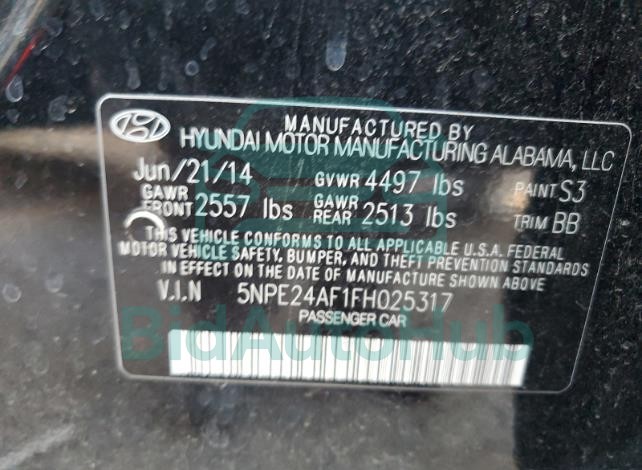 MANUFACTURED BY
HYUNDAI MOTOR MANUFACTURING ALABAMA, LLC
Jun/21/14 GVWR 4497 lbs PAINT S3
GAWR FRONT 2557 lbs GAWR REAR 2513 lbs TRIM BB
THIS VEHICLE CONFORMS TO ALL APPLICABLE U.S.A. FEDERAL
MOTOR VEHICLE SAFETY, BUMPER, AND THEFT PREVENTION STANDARDS
IN EFFECT ON THE DATE OF MANUFACTURE SHOWN ABOVE
V.I.N 5NPE24AF1FH025317
PASSENGER CAR
BidAutoHub